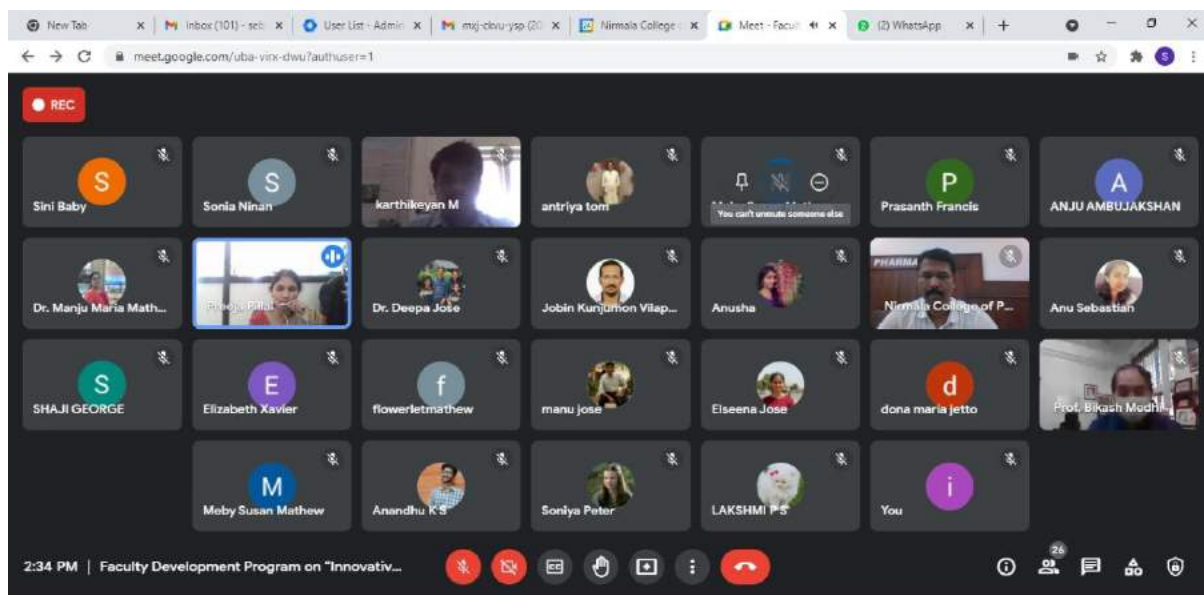 New Tab
Inbox (101) - seb
User List - Admin
mxj-ckvu-ysp (20
Nirmala College
Meet - Facult
(2) WhatsApp
meet.google.com/uba-virx-dwu?authuser=1
S
REC
S
Sini Baby
S
Sonia Ninan
karthikeyan M
antriya tom
You can't unmute someone else
P
Prasanth Francis
A
ANJU AMBUJAKSHAN
Dr. Manju Maria Math...
Dr. Deepa Jose
Jobin Kunjumon Vilap...
Anusha
PHARMA
Nirmala College of P...
Anu Sebastian
S
SHAJI GEORGE
E
Elizabeth Xavier
f
flowerletmathew
manu jose
Elseena Jose
d
dona maria jetto
Prof. Bikash Medhi
M
Meby Susan Mathew
Anandhu K S
Soniya Peter
LAKSHMI P S
i
You
2:34 PM | Faculty Development Program on "Innovativ...
26